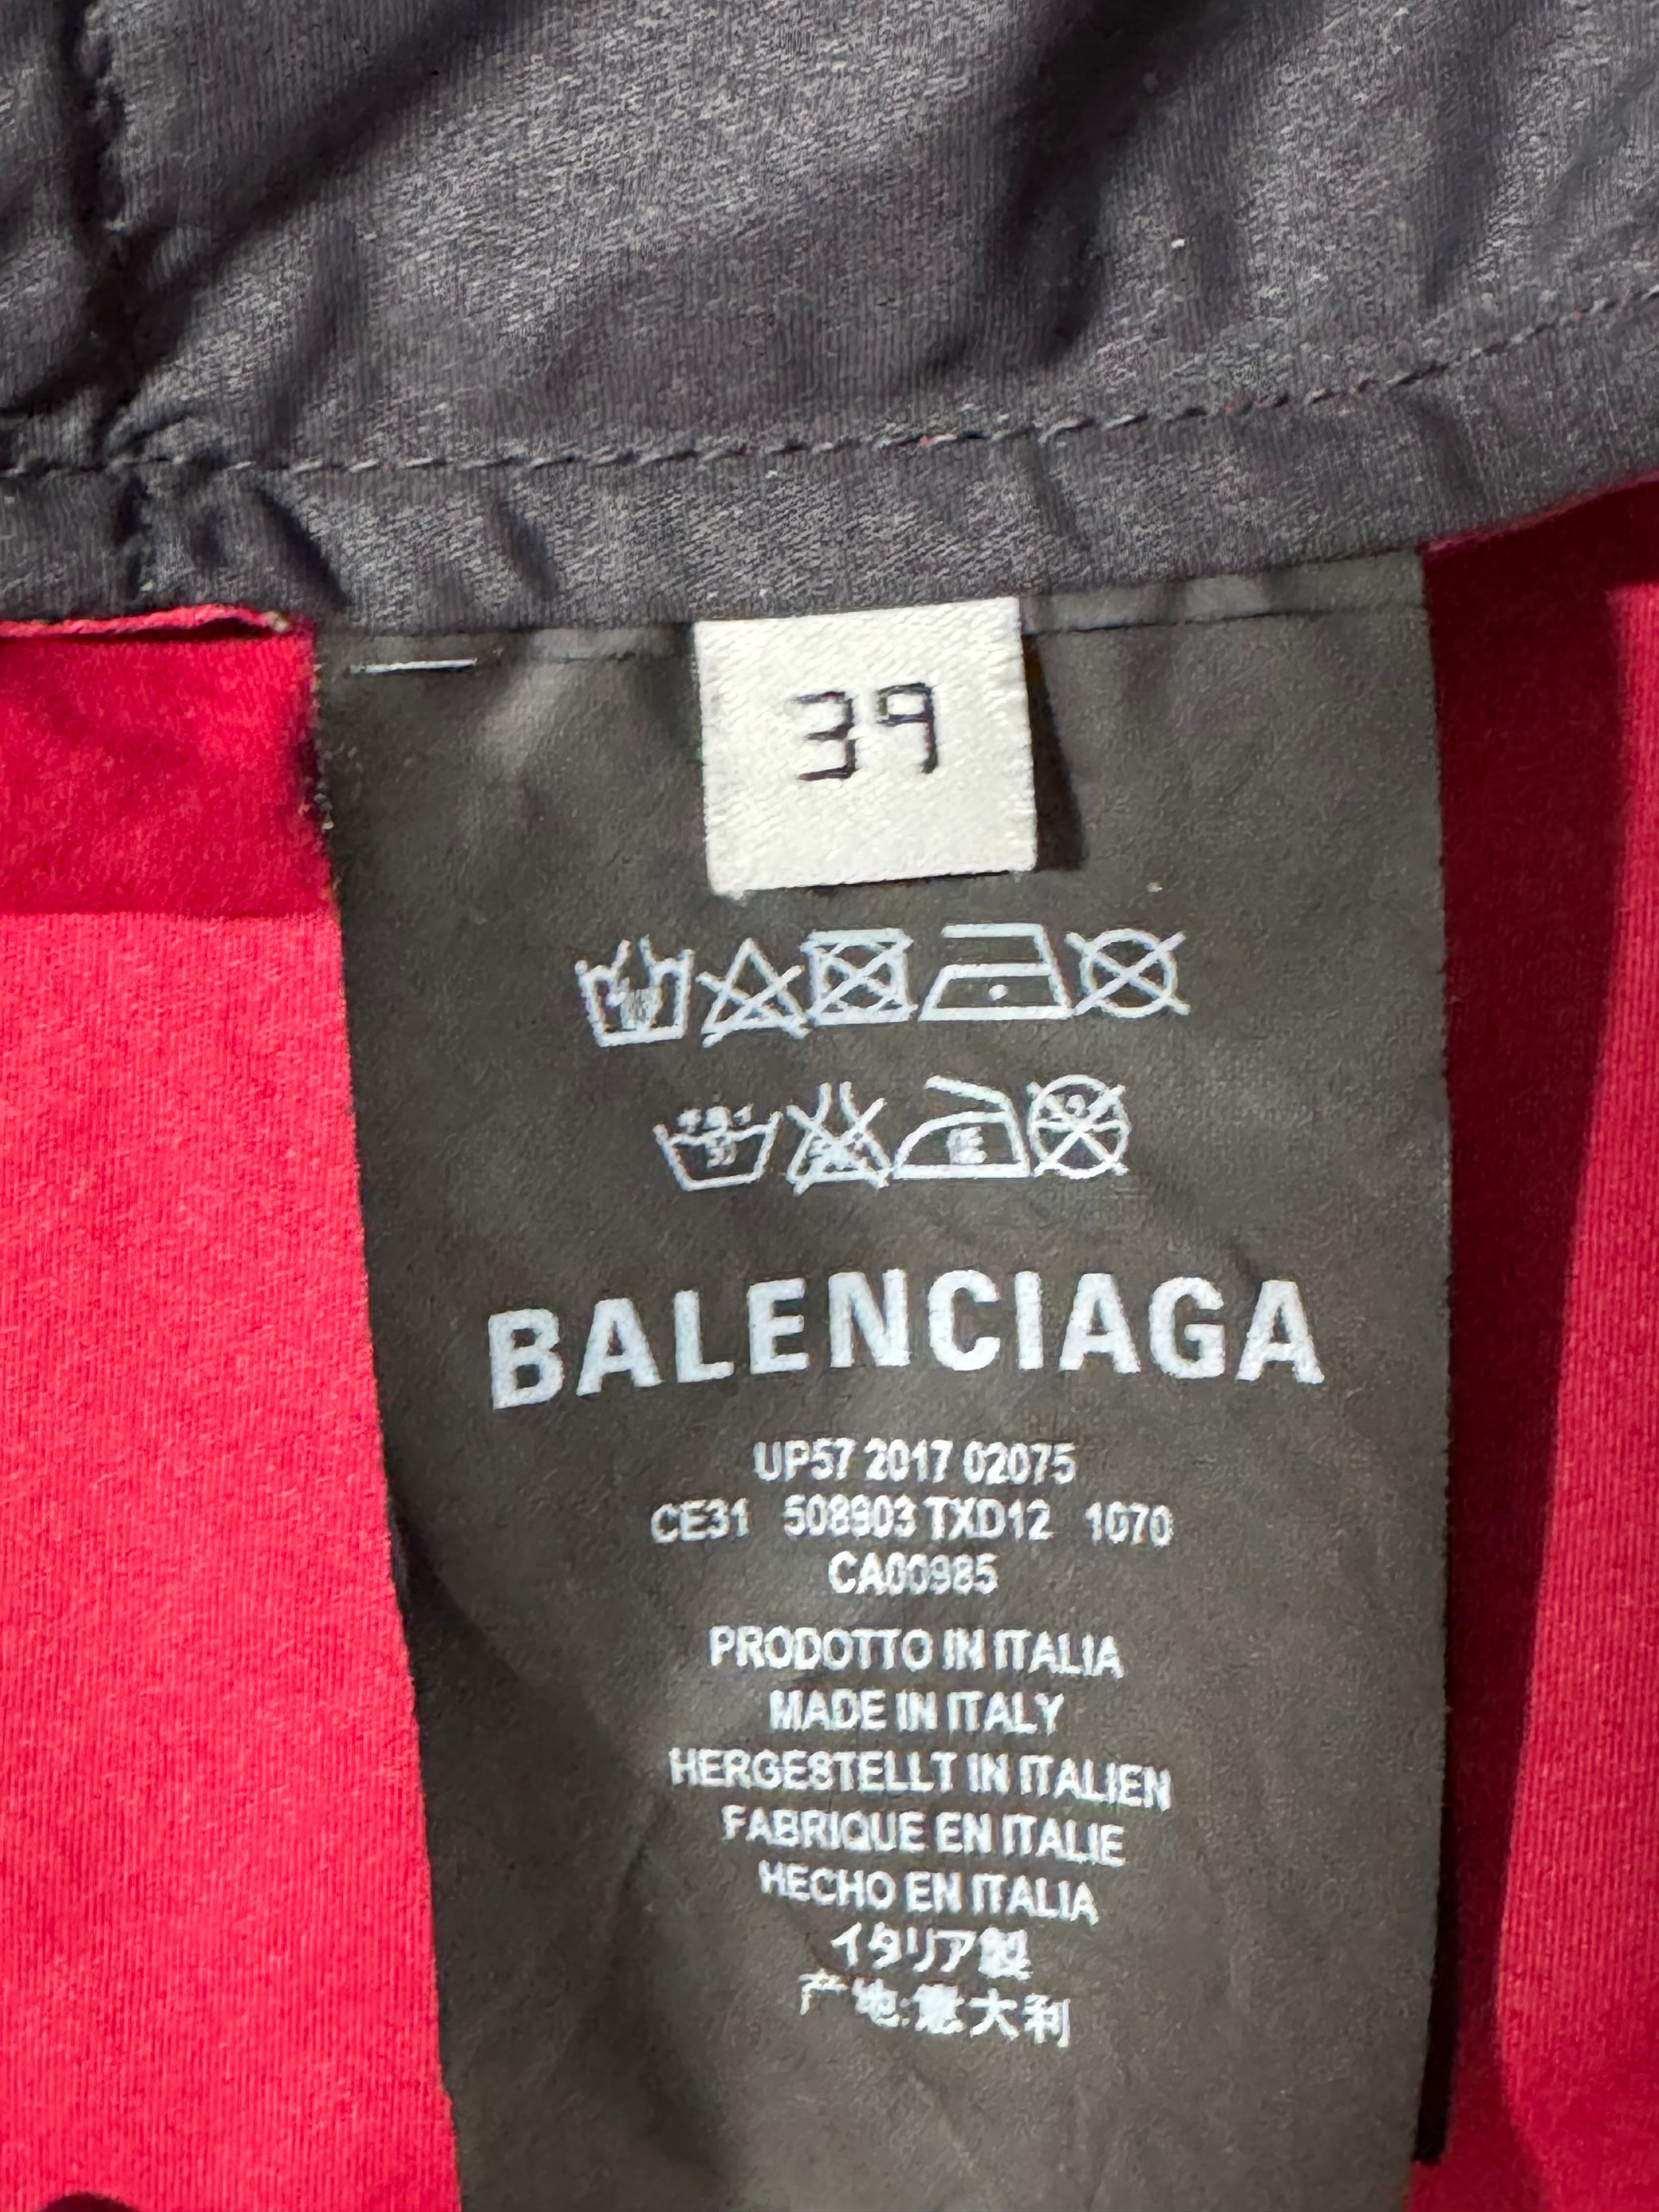 39
BALENCIAGA
UP57 2017 02075
CE31 508903 TXD12 1070
CA00985
PRODOTTO IN ITALIA
MADE IN ITALY
HERGESTELLT IN ITALIEN
FABRIQUE EN ITALIE
HECHO EN ITALIA
イタリア製
产地:意大利